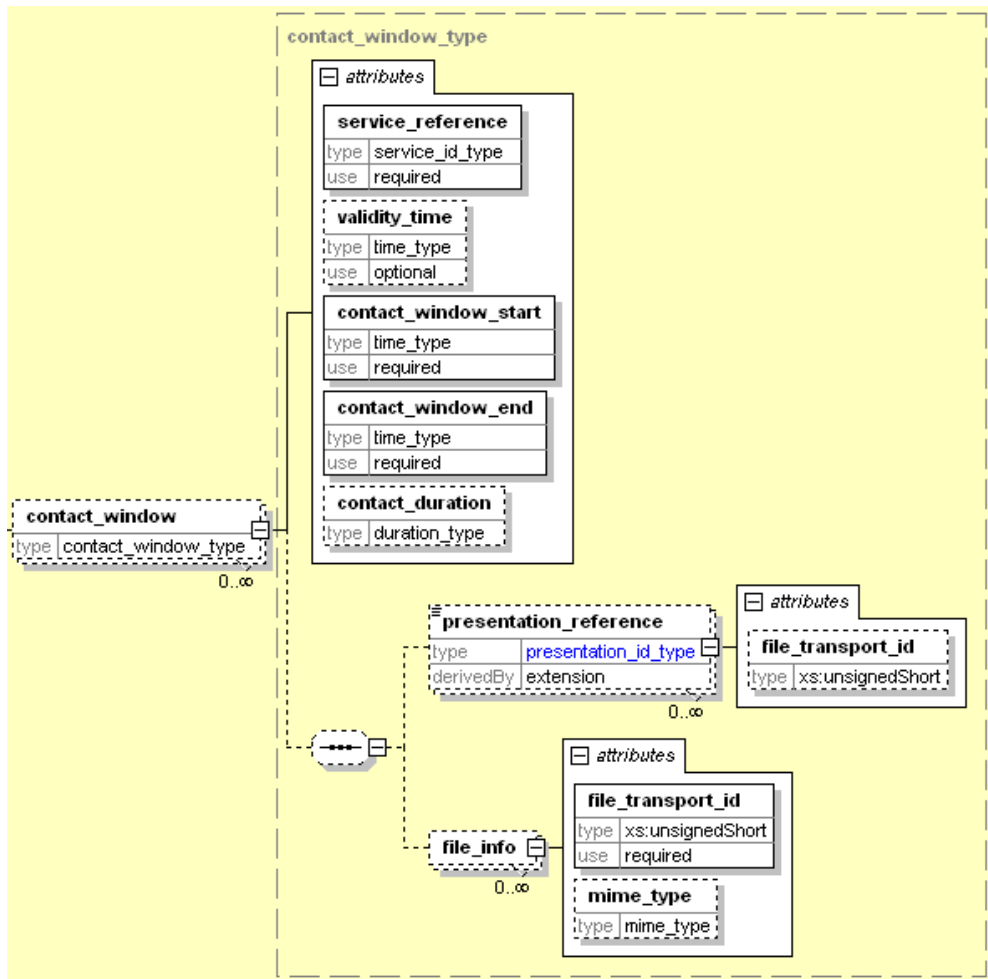 contact_window_type
attributes
service_reference
type service_id_type
use required
validity_time
type time_type
use optional
contact_window_start
type time_type
use required
contact_window_end
type time_type
use required
contact_duration
type duration_type
contact_window
type contact_window_type
0..∞
presentation_reference
type presentation_id_type
derivedBy extension
0..∞
attributes
file_transport_id
type xs:unsignedShort
file_info
0..∞
attributes
file_transport_id
type xs:unsignedShort
use required
mime_type
type mime_type